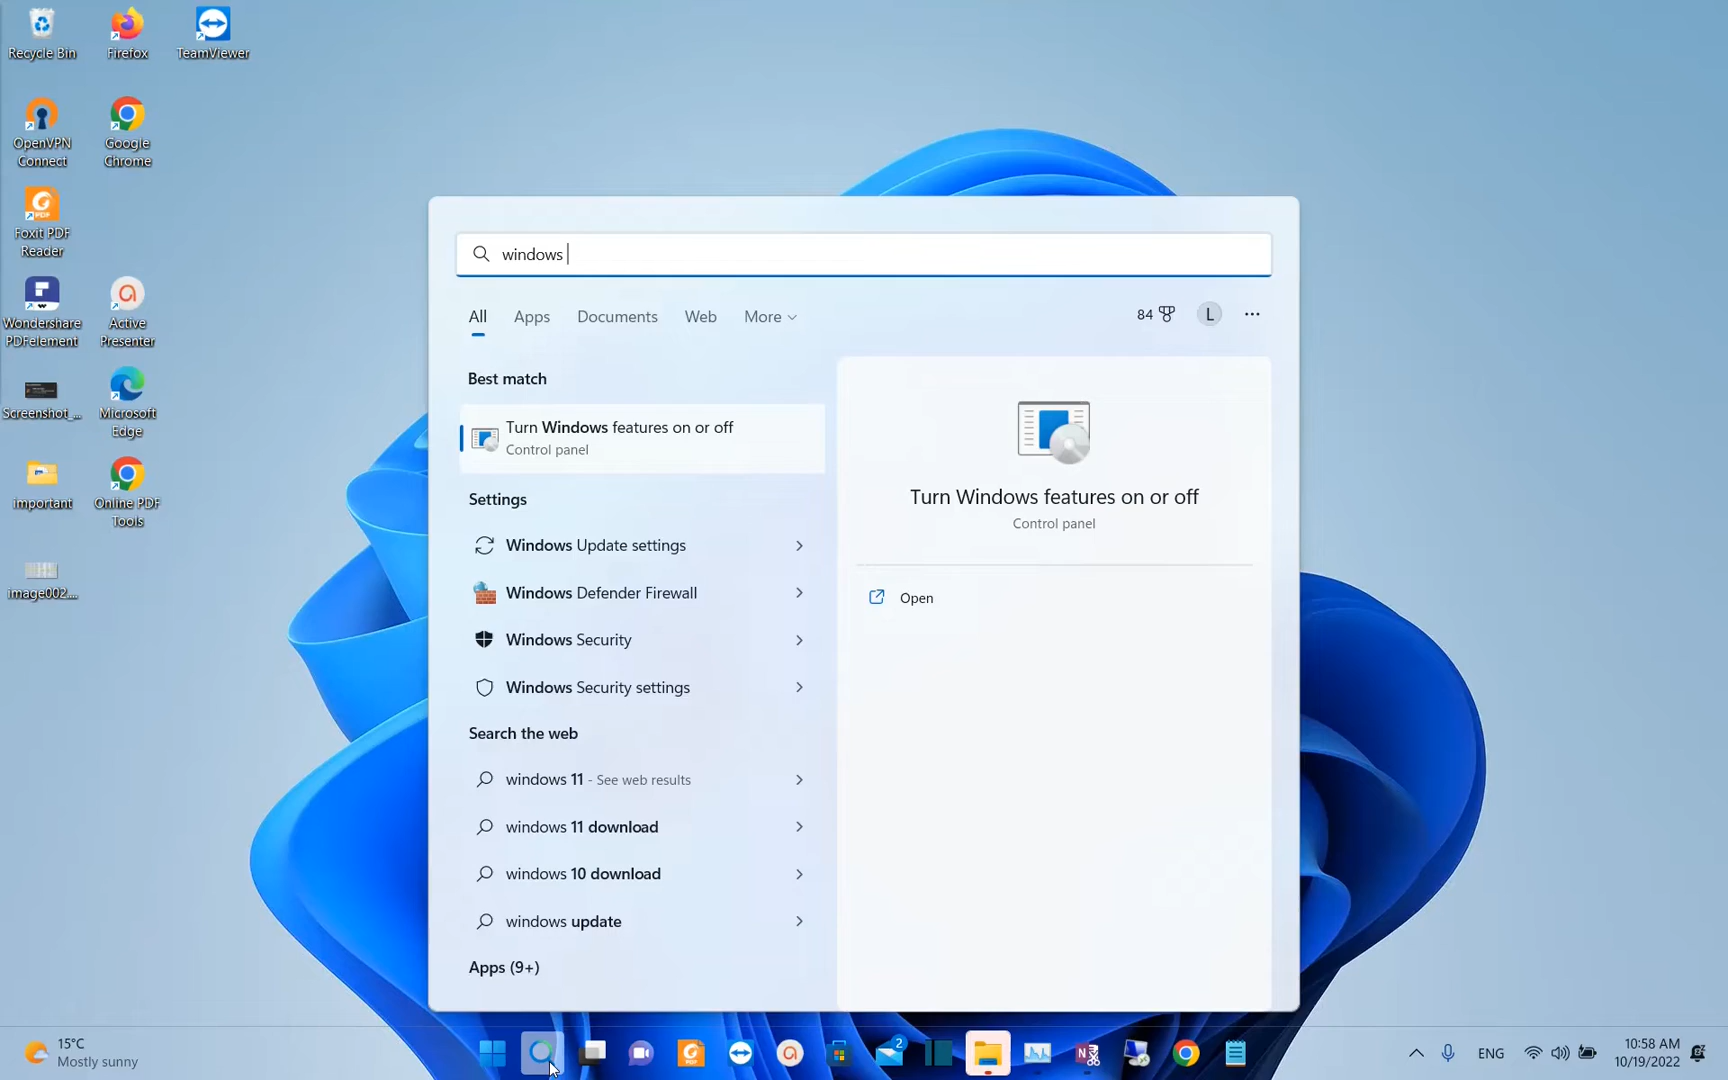 Recycle Bin
Firefox
TeamViewer
OpenVPN
Connect
Google
Chrome
Foxit PDF
Reader
Wondershare
PDFelement
Active
Presenter
Screenshot_...
Microsoft
Edge
important
Online PDF
Tools
image002....
windows
All
Apps
Documents
Web
More
84
L
Best match
Turn Windows features on or off
Control panel
Settings
Windows Update settings
Windows Defender Firewall
Windows Security
Windows Security settings
Search the web
windows 11 - See web results
windows 11 download
windows 10 download
windows update
Apps (9+)
Turn Windows features on or off
Control panel
Open
15°C
Mostly sunny
PDF
2
ENG
10:58 AM
10/19/2022